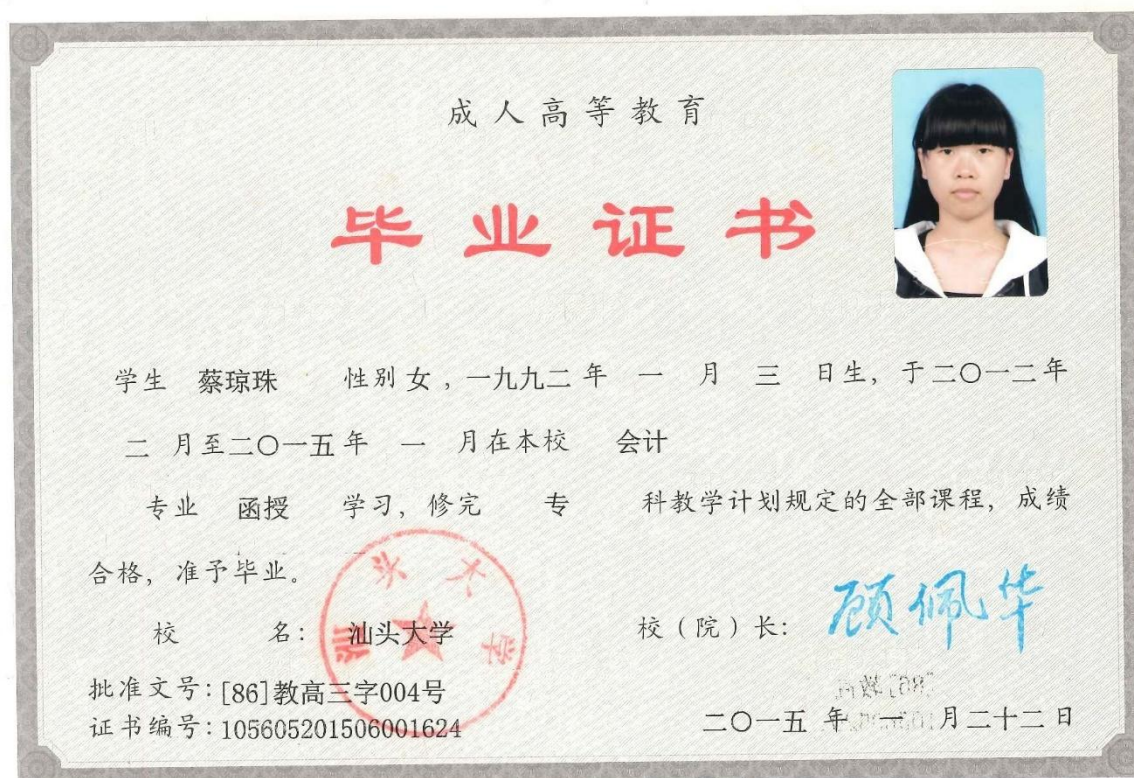 成人高等教育
毕业证书
学生 蔡琼珠 性别女，一九九二年 一 月 三 日生，于二〇一二年
二 月至二〇一五年 一 月在本校 会计
专业 函授 学习，修完 专 科教学计划规定的全部课程，成绩
合格，准予毕业。
校 名： 汕头大学 校（院）长： 顾佩华
汕头大学
批准文号：[86]教高三字004号
证书编号：105605201506001624 二〇一五 年 一 月二十二日